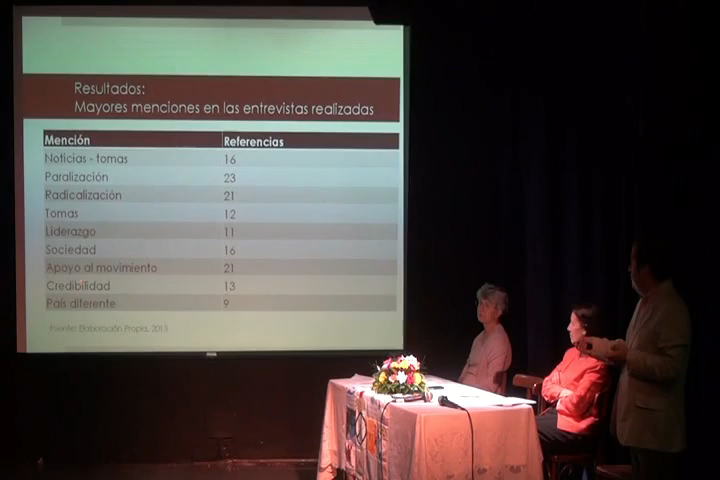 Resultados:
Mayores menciones en las entrevistas realizadas
Mención Referencias
Noticias - tomas 16
Paralización 23
Radicalización 21
Tomas 12
Liderazgo 11
Sociedad 16
Apoyo al movimiento 21
Credibilidad 13
País diferente 9
Fuente: Elaboración Propia, 2013